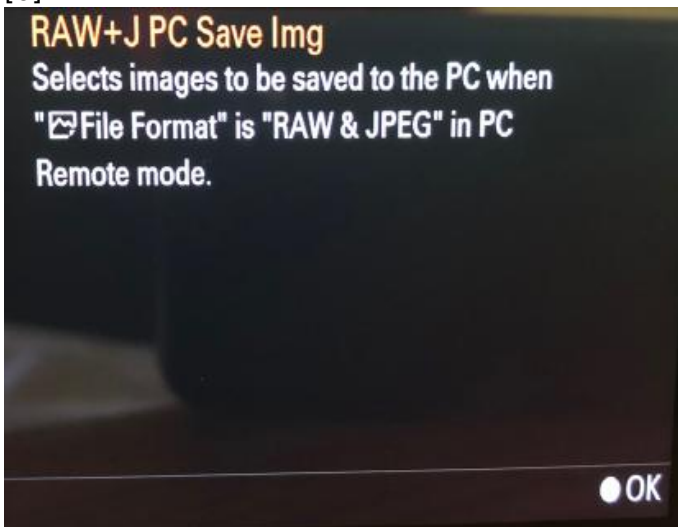 RAW+J PC Save Img
Selects images to be saved to the PC when
"File Format" is "RAW & JPEG" in PC
Remote mode.
OK